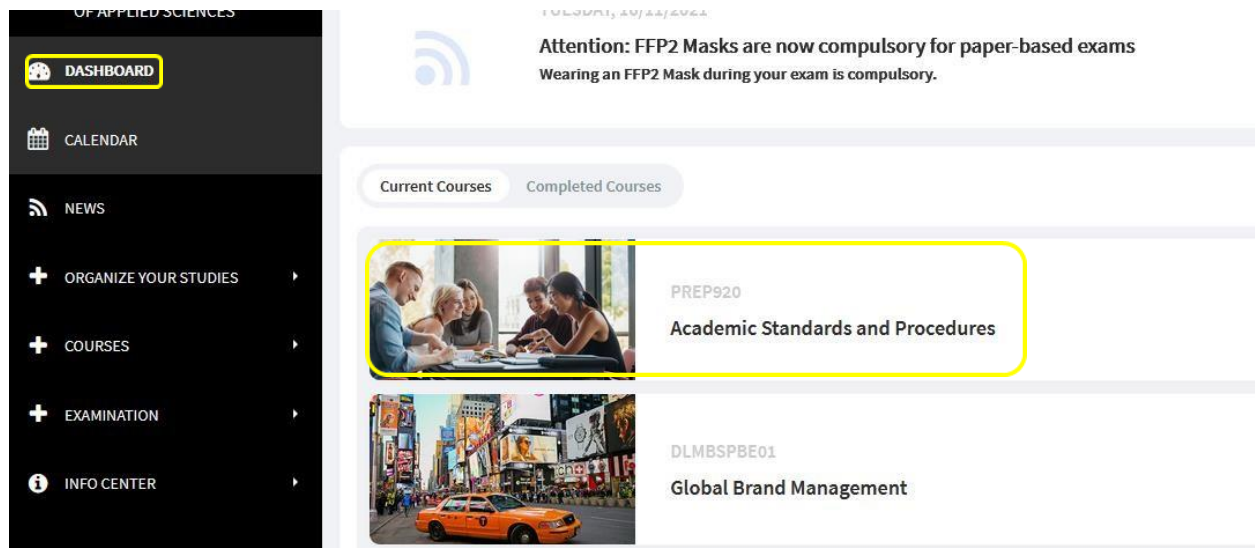 OF APPLIED SCIENCES
DASHBOARD
CALENDAR
NEWS
ORGANIZE YOUR STUDIES
COURSES
EXAMINATION
INFO CENTER
TUESDAY, 16/11/2021
Attention: FFP2 Masks are now compulsory for paper-based exams
Wearing an FFP2 Mask during your exam is compulsory.
Current Courses Completed Courses
PREP920
Academic Standards and Procedures
DLMBSPBE01
Global Brand Management